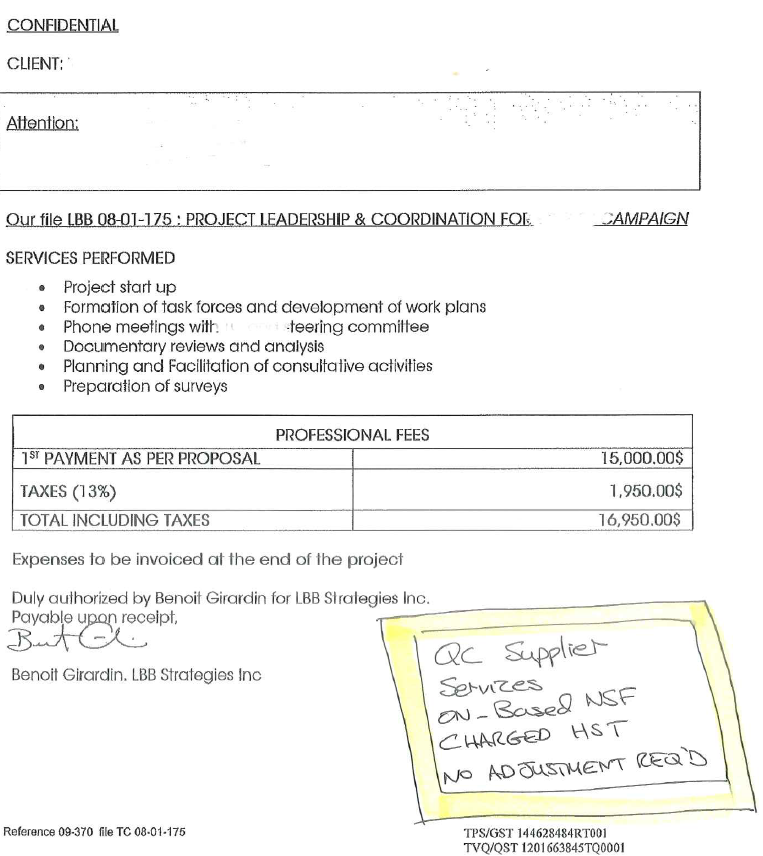 CONFIDENTIAL
CLIENT:
Attention:
Our file LBB 08-01-175 : PROJECT LEADERSHIP & COORDINATION FOR AMPAIGN
SERVICES PERFORMED
• Project start up
• Formation of task forces and development of work plans
• Phone meetings with teering committee
• Documentary reviews and analysis
• Planning and Facilitation of consultative activities
• Preparation of surveys
PROFESSIONAL FEES
1ST PAYMENT AS PER PROPOSAL 15,000.00$
TAXES (13%) 1,950.00$
TOTAL INCLUDING TAXES 16,950.00$
Expenses to be invoiced at the end of the project
Duly authorized by Benoit Girardin for LBB Strategies Inc.
Payable upon receipt,
Benoit Girardin. LBB Strategies Inc
QC Supplier
Services
ON-Based NSF
CHARGED HST
NO ADJUSTMENT REQ'D
Reference 09-370 file TC 08-01-175
TPS/GST 144628484RT001
TVQ/QST 1201663845TQ0001